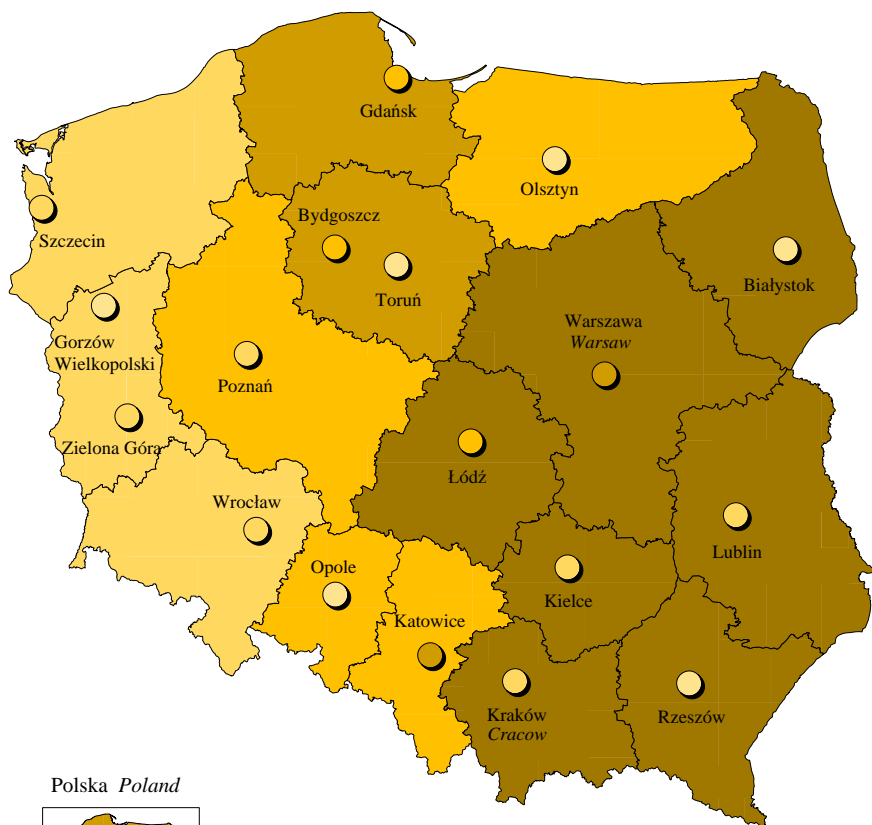 Gdańsk
Olsztyn
Bydgoszcz
Szczecin
Toruń
Białystok
Warszawa
Warsaw
Gorzów
Wielkopolski
Poznań
Zielona Góra
Łódź
Wrocław
Lublin
Opole
Kielce
Katowice
Kraków
Cracow
Rzeszów
Polska Poland